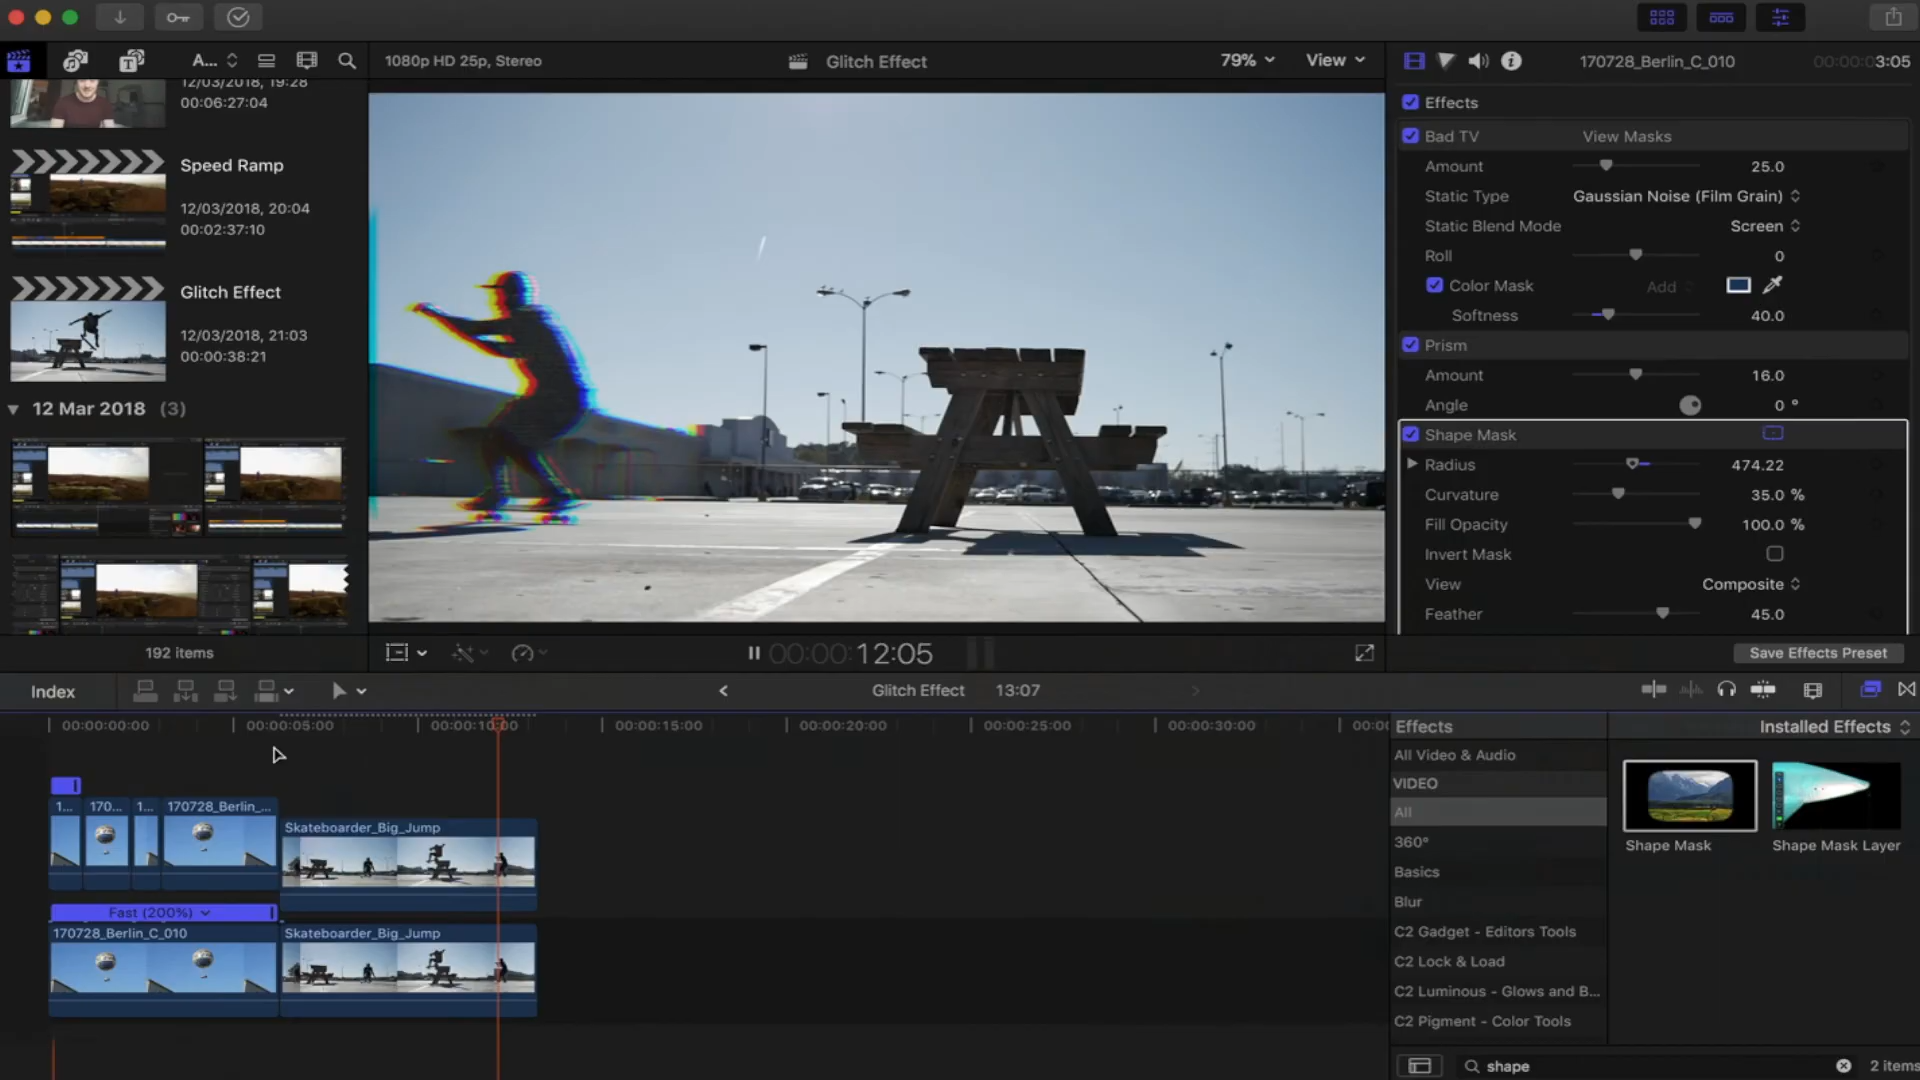 A...
1080p HD 25p, Stereo
Glitch Effect
79%
View
170728_Berlin_C_010
00:00:03:05
12/03/2018, 19:28
00:06:27:04
Speed Ramp
12/03/2018, 20:04
00:02:37:10
Glitch Effect
12/03/2018, 21:03
00:00:38:21
12 Mar 2018 (3)
192 items
00:00:12:05
Effects
Bad TV View Masks
Amount 25.0
Static Type Gaussian Noise (Film Grain)
Static Blend Mode Screen
Roll 0
Color Mask Add
Softness 40.0
Prism
Amount 16.0
Angle 0 °
Shape Mask
Radius 474.22
Curvature 35.0 %
Fill Opacity 100.0 %
Invert Mask
View Composite
Feather 45.0
Save Effects Preset
Index
Glitch Effect 13:07
00:00:00:00 00:00:05:00 00:00:10:00 00:00:15:00 00:00:20:00 00:00:25:00 00:00:30:00 00:00
1... 170... 1... 170728_Berlin_...
Skateboarder_Big_Jump
Fast (200%)
170728_Berlin_C_010
Skateboarder_Big_Jump
Effects
Installed Effects
All Video & Audio
VIDEO
All
360°
Basics
Blur
C2 Gadget - Editors Tools
C2 Lock & Load
C2 Luminous - Glows and B...
C2 Pigment - Color Tools
Shape Mask
Shape Mask Layer
shape
2 items